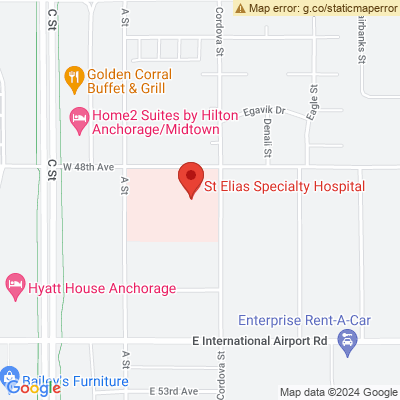 Map error: g.co/staticmaperror
C St
A St
Cordova St
Fairbanks St
Golden Corral
Buffet & Grill
Egavik Dr
Eagle St
Home2 Suites by Hilton
Anchorage/Midtown
Denali St
W 48th Ave
C St
A St
St Elias Specialty Hospital
Hyatt House Anchorage
Enterprise Rent-A-Car
E International Airport Rd
A St
Cordova St
Bailey's Furniture
Google
E 53rd Ave
Map data ©2024 Google